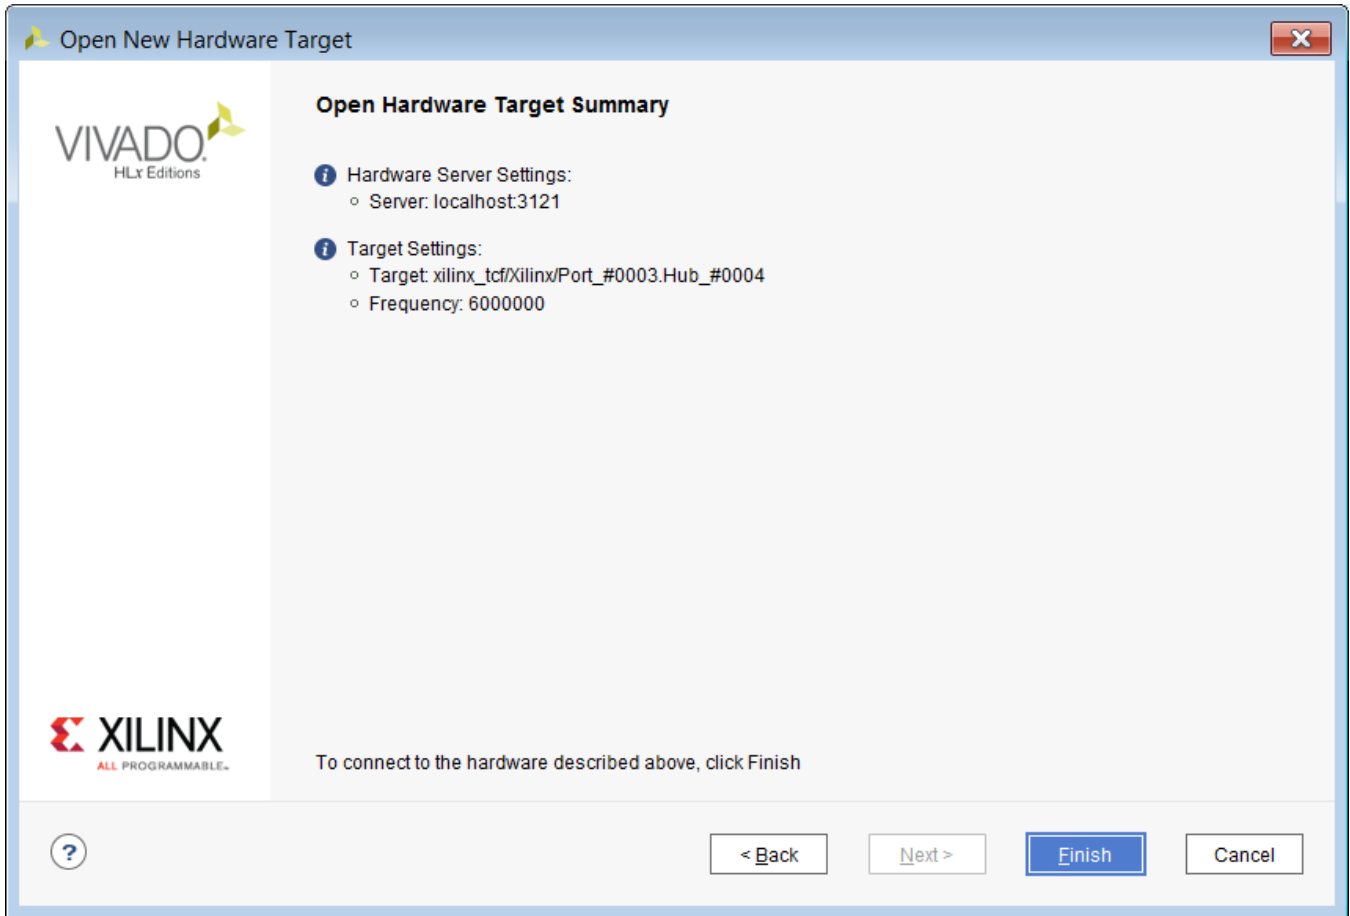 Open New Hardware Target
VIVADO.
HLx Editions
Open Hardware Target Summary
Hardware Server Settings:
Server: localhost:3121
Target Settings:
Target: xilinx_tcf/Xilinx/Port_#0003.Hub_#0004
Frequency: 6000000
XILINX
ALL PROGRAMMABLE™
To connect to the hardware described above, click Finish
?
< Back
Next >
Finish
Cancel